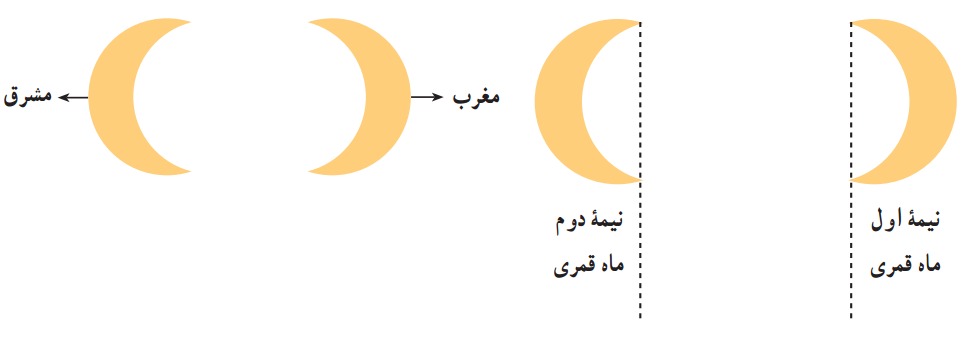 مغرب
مشرق
نیمهٔ اول
ماه قمری
نیمهٔ دوم
ماه قمری